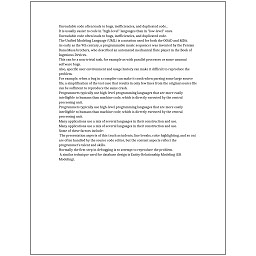 Unreadable code often leads to bugs, inefficiencies, and duplicated code..
It is usually easier to code in "high-level" languages than in "low-level" ones.
Unreadable code often leads to bugs, inefficiencies, and duplicated code..
The Unified Modeling Language (UML) is a notation used for both the OOAD and MDA.
As early as the 9th century, a programmable music sequencer was invented by the Persian
Banu Musa brothers, who described an automated mechanical flute player in the Book of
Ingenious Devices.
This can be a non-trivial task, for example as with parallel processes or some unusual
software bugs.
Also, specific user environment and usage history can make it difficult to reproduce the
problem.
For example, when a bug in a compiler can make it crash when parsing some large source
file, a simplification of the test case that results in only few lines from the original source file
can be sufficient to reproduce the same crash.
Programmers typically use high-level programming languages that are more easily
intelligible to humans than machine code, which is directly executed by the central
processing unit.
Programmers typically use high-level programming languages that are more easily
intelligible to humans than machine code, which is directly executed by the central
processing unit.
Many applications use a mix of several languages in their construction and use.
Many applications use a mix of several languages in their construction and use.
Some of these factors include:
The presentation aspects of this (such as indents, line breaks, color highlighting, and so on)
are often handled by the source code editor, but the content aspects reflect the
programmer's talent and skills.
Normally the first step in debugging is to attempt to reproduce the problem.
A similar technique used for database design is Entity-Relationship Modeling (ER
Modeling).